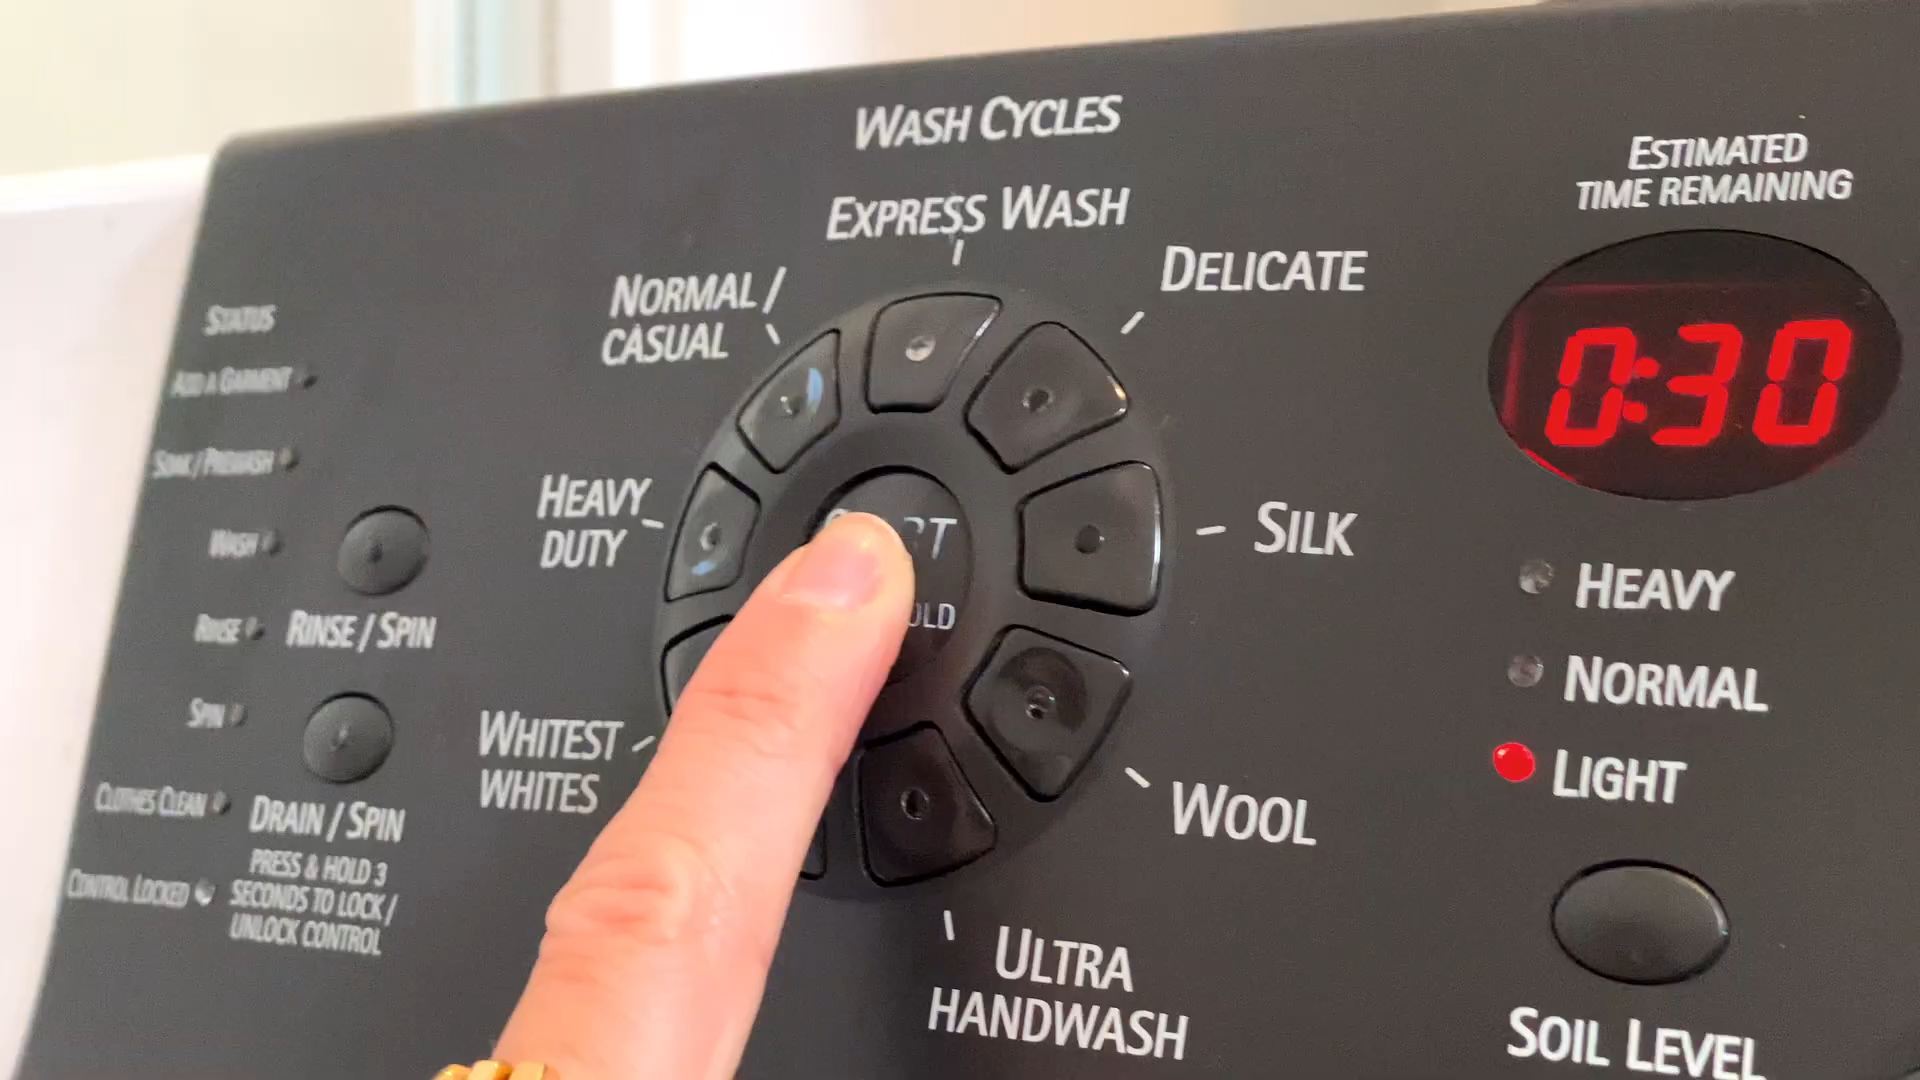 WASH CYCLES
EXPRESS WASH
DELICATE
NORMAL /
CASUAL
SILK
HEAVY
DUTY
WHITEST
WHITES
WOOL
ULTRA
HANDWASH
STATUS
ADD A GARMENT
SOAK / PREWASH
WASH
RINSE
SPIN
CLOTHES CLEAN
CONTROL LOCKED
RINSE / SPIN
DRAIN / SPIN
PRESS & HOLD 3
SECONDS TO LOCK /
UNLOCK CONTROL
ESTIMATED
TIME REMAINING
0:30
HEAVY
NORMAL
LIGHT
SOIL LEVEL